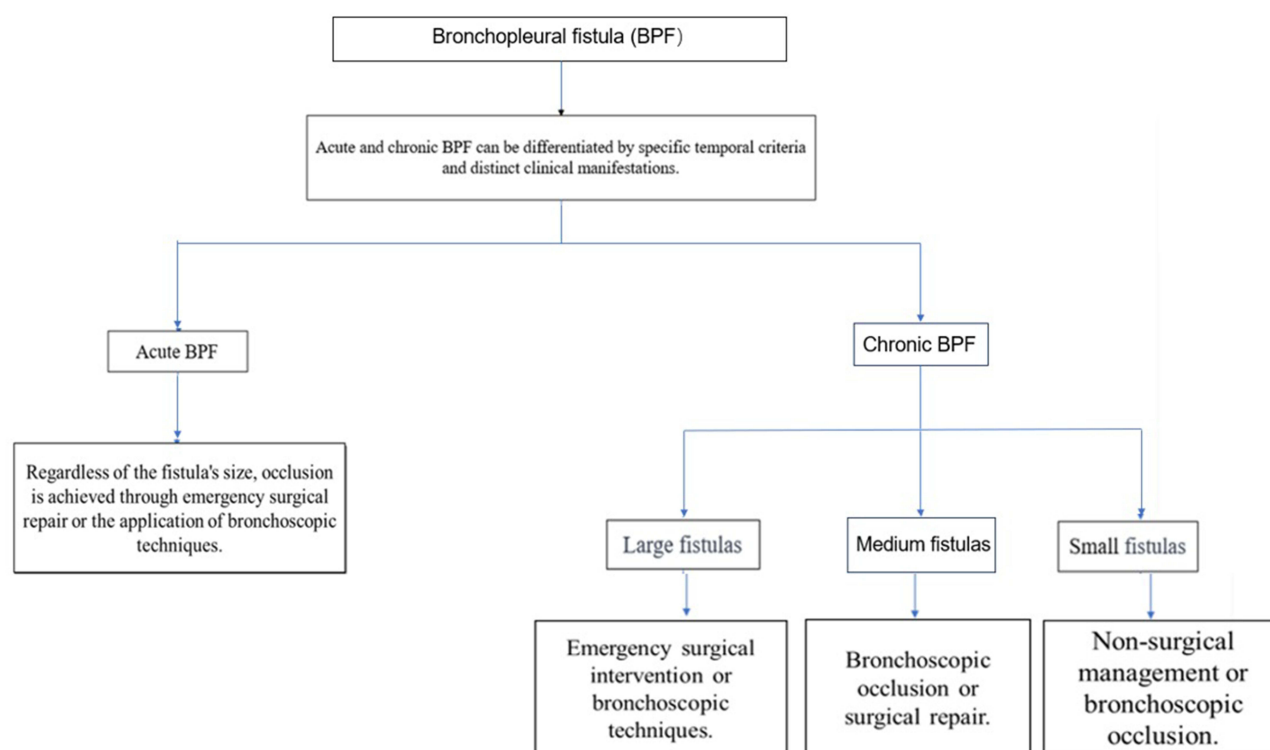 Bronchopleural fistula (BPF)
Acute and chronic BPF can be differentiated by specific temporal criteria
and distinct clinical manifestations.
Acute BPF
Chronic BPF
Regardless of the fistula's size, occlusion
is achieved through emergency surgical
repair or the application of bronchoscopic
techniques.
Large fistulas
Medium fistulas
Small fistulas
Emergency surgical
intervention or
bronchoscopic
techniques.
Bronchoscopic
occlusion or
surgical repair.
Non-surgical
management or
bronchoscopic
occlusion.